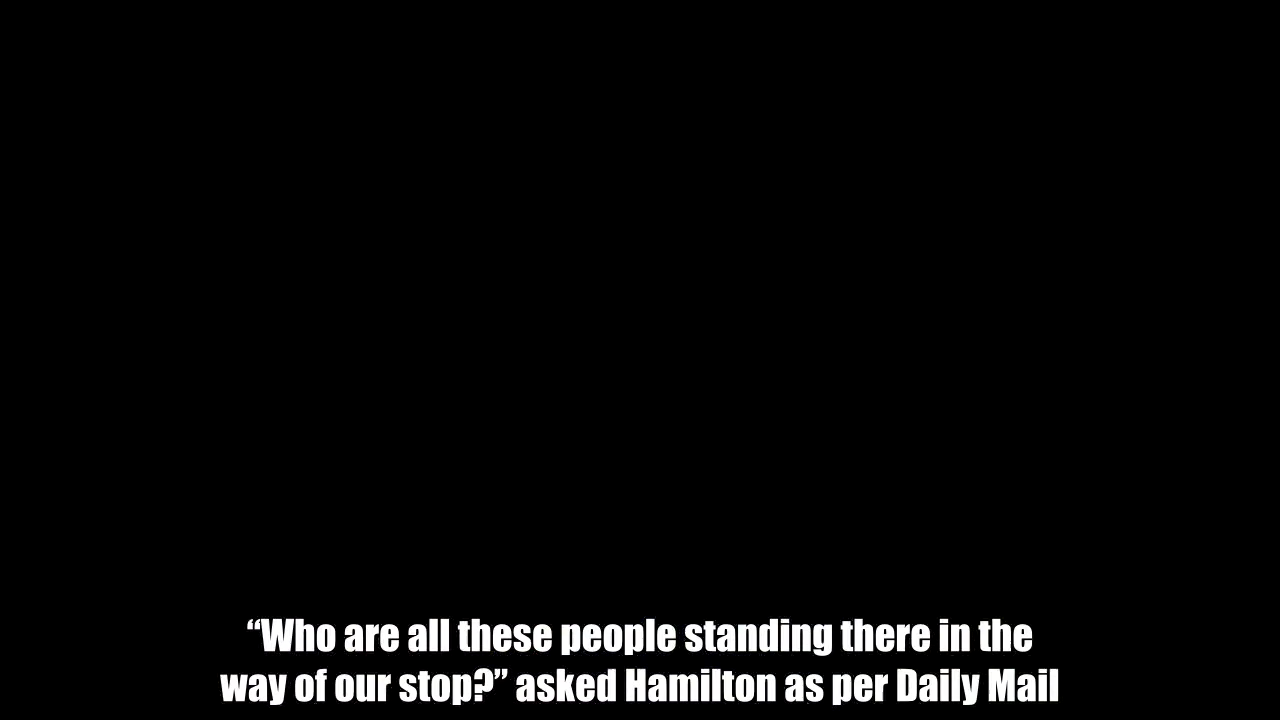 “Who are all these people standing there in the
way of our stop?” asked Hamilton as per Daily Mail